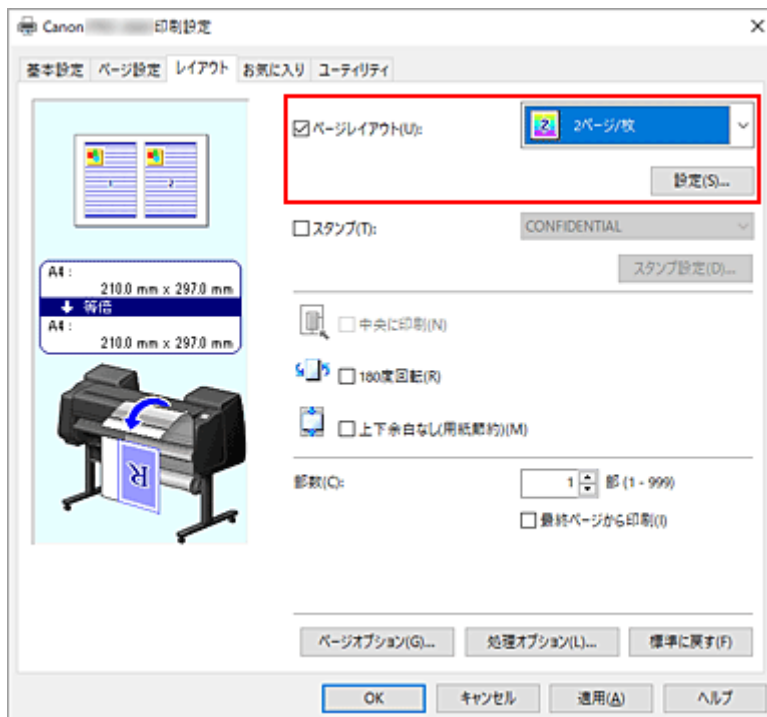 Canon 印刷設定
基本設定 ページ設定 レイアウト お気に入り ユーティリティ
ページレイアウト(U): 2ページ/枚
設定(S)...
スタンプ(T): CONFIDENTIAL
スタンプ設定(D)...
1 2
A4 :
210.0 mm x 297.0 mm
等倍
A4 :
210.0 mm x 297.0 mm
中央に印刷(N)
180度回転(R)
上下余白なし(用紙節約)(M)
R
部数(C): 1 部 (1 - 999)
最終ページから印刷(I)
ページオプション(G)... 処理オプション(L)... 標準に戻す(F)
OK キャンセル 適用(A) ヘルプ